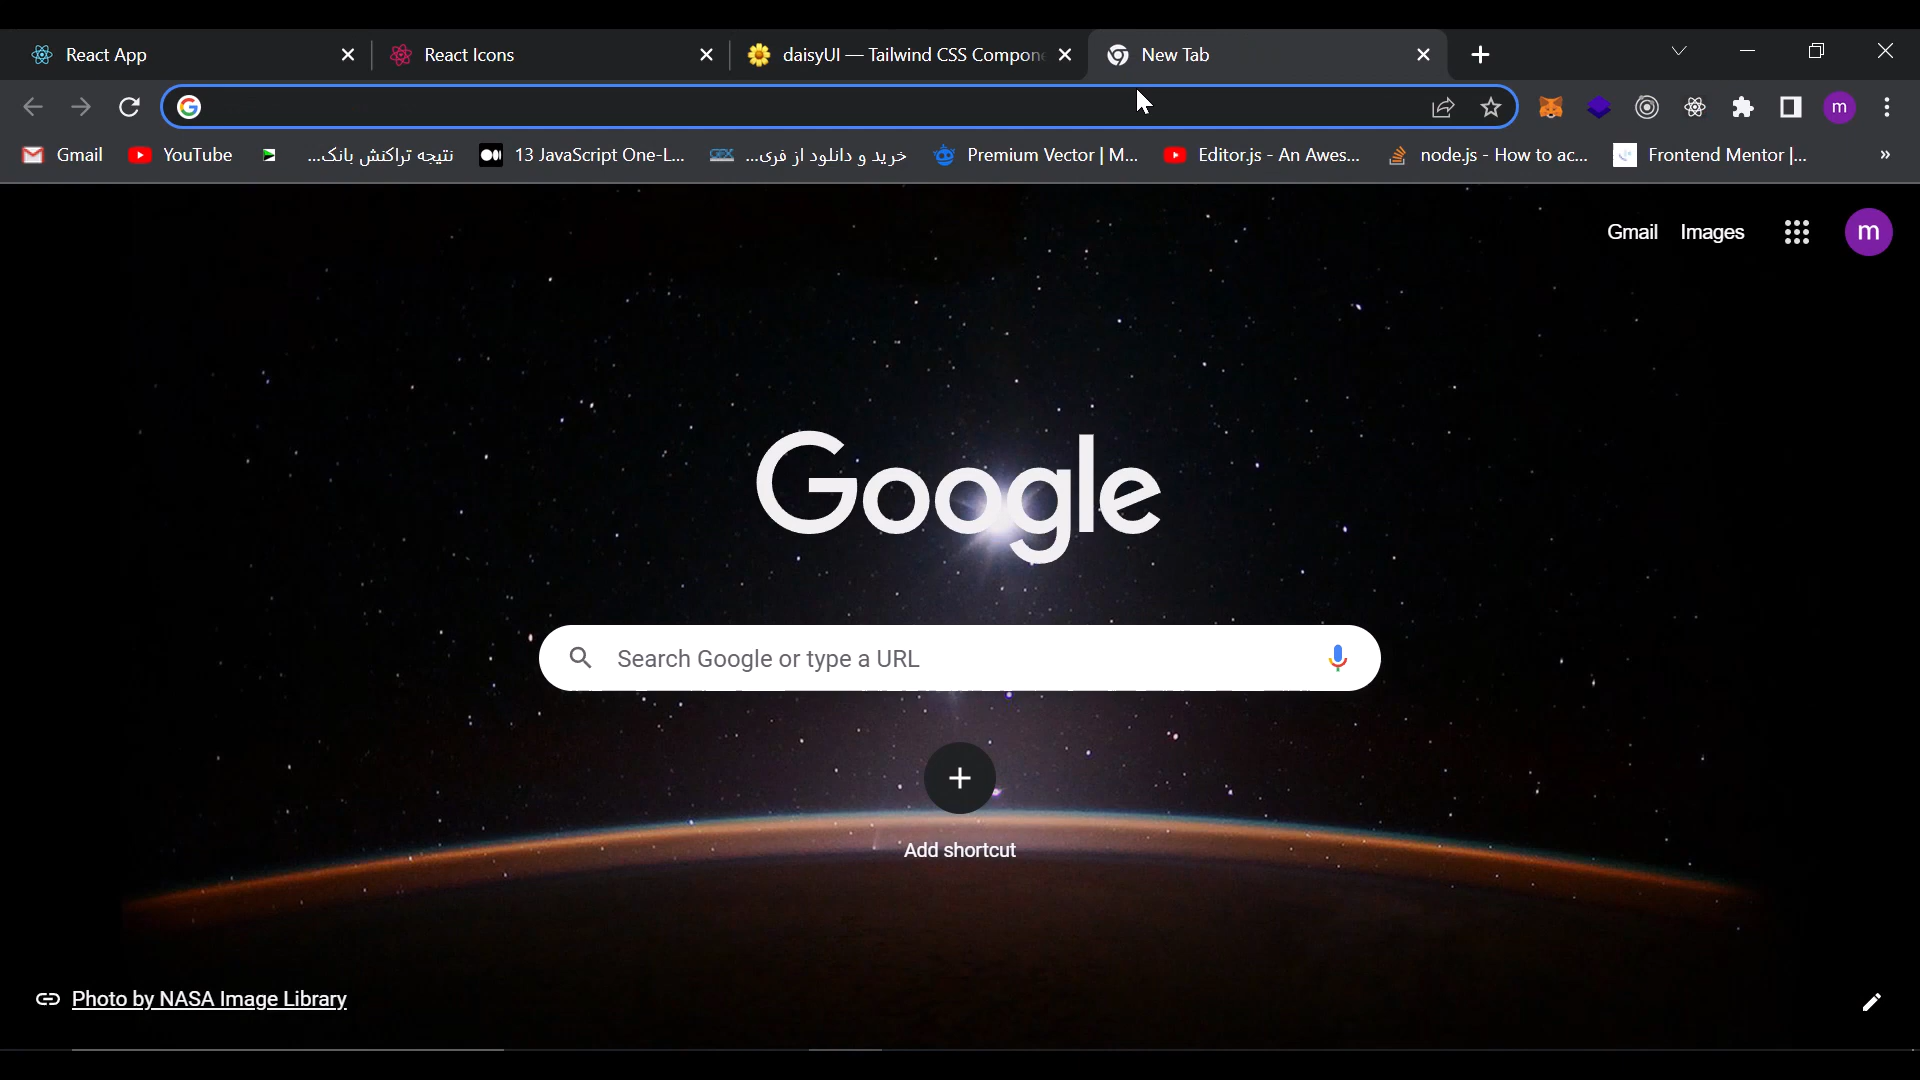 React App
React Icons
daisyUI — Tailwind CSS Compone
New Tab
m
Gmail
YouTube
نتیجه تراکنش بانک...
13 JavaScript One-L...
خرید و دانلود از فری...
Premium Vector | M...
Editor.js - An Awes...
node.js - How to ac...
Frontend Mentor |...
»
Gmail
Images
m
Google
Search Google or type a URL
Add shortcut
Photo by NASA Image Library